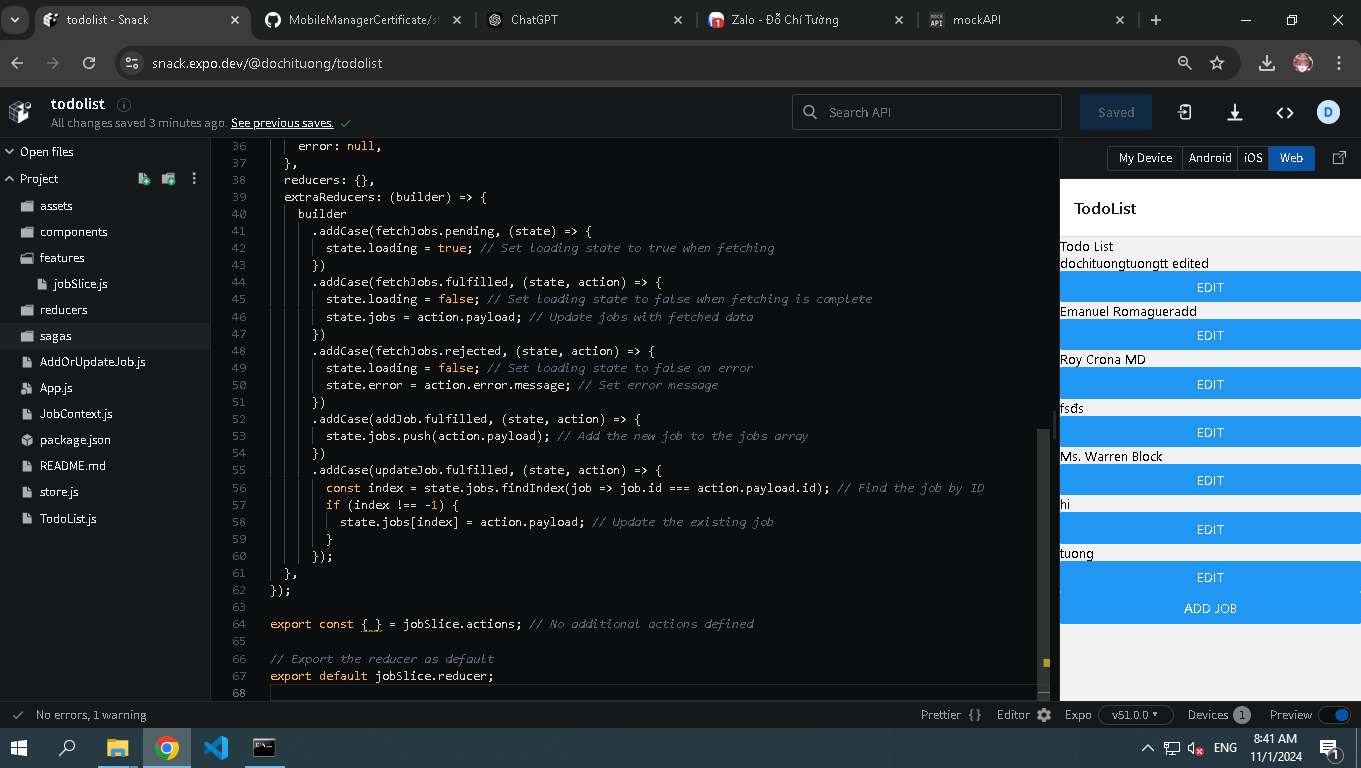 todolist - Snack
MobileManagerCertificate/st
ChatGPT
Zalo - Đỗ Chí Tường
mockAPI
snack.expo.dev/@dochituong/todolist
todolist
All changes saved 3 minutes ago. See previous saves.
Search API
Saved
D
Open files
Project
assets
components
features
jobSlice.js
reducers
sagas
AddOrUpdateJob.js
App.js
JobContext.js
package.json
README.md
store.js
TodoList.js
36 error: null,
37 },
38 reducers: {},
39 extraReducers: (builder) => {
40 builder
41 .addCase(fetchJobs.pending, (state) => {
42 state.loading = true; // Set loading state to true when fetching
43 })
44 .addCase(fetchJobs.fulfilled, (state, action) => {
45 state.loading = false; // Set loading state to false when fetching is complete
46 state.jobs = action.payload; // Update jobs with fetched data
47 })
48 .addCase(fetchJobs.rejected, (state, action) => {
49 state.loading = false; // Set loading state to false on error
50 state.error = action.error.message; // Set error message
51 })
52 .addCase(addJob.fulfilled, (state, action) => {
53 state.jobs.push(action.payload); // Add the new job to the jobs array
54 })
55 .addCase(updateJob.fulfilled, (state, action) => {
56 const index = state.jobs.findIndex(job => job.id === action.payload.id); // Find the job by ID
57 if (index !== -1) {
58 state.jobs[index] = action.payload; // Update the existing job
59 }
60 });
61 },
62 });
63
64 export const { } = jobSlice.actions; // No additional actions defined
65
66 // Export the reducer as default
67 export default jobSlice.reducer;
68
My Device
Android
iOS
Web
TodoList
Todo List
dochituongtuongtt edited
EDIT
Emanuel Romagueradd
EDIT
Roy Crona MD
EDIT
fsđs
EDIT
Ms. Warren Block
EDIT
hi
EDIT
tuong
EDIT
ADD JOB
No errors, 1 warning
Prettier { }
Editor
Expo
v51.0.0
Devices 1
Preview
ENG
8:41 AM
11/1/2024
1